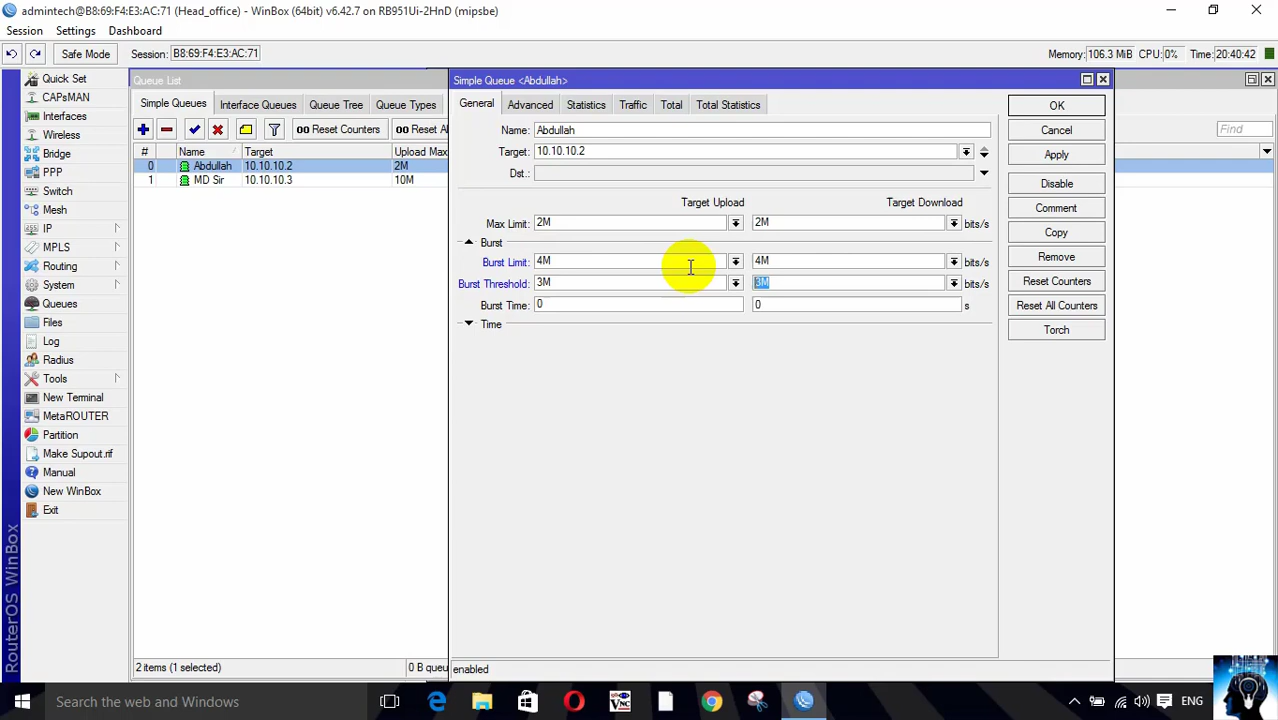 admintech@B8:69:F4:E3:AC:71 (Head_office) - WinBox (64bit) v6.42.7 on RB951Ui-2HnD (mipsbe)
Session Settings Dashboard
Safe Mode Session: B8:69:F4:E3:AC:71 Memory: 106.3 MiB CPU: 0% Time: 20:40:42
Quick Set
CAPsMAN
Interfaces
Wireless
Bridge
PPP
Switch
Mesh
IP
MPLS
Routing
System
Queues
Files
Log
Radius
Tools
New Terminal
MetaROUTER
Partition
Make Supout.rif
Manual
New WinBox
Exit
RouterOS WinBox
Queue List
Simple Queues Interface Queues Queue Tree Queue Types
00 Reset Counters 00 Reset Al
Find
# Name Target Upload Max
0 Abdullah 10.10.10.2 2M
1 MD Sir 10.10.10.3 10M
2 items (1 selected) 0 B queu
Simple Queue <Abdullah>
General Advanced Statistics Traffic Total Total Statistics
Name: Abdullah
Target: 10.10.10.2
Dst.:
Target Upload Target Download
Max Limit: 2M 2M bits/s
Burst
Burst Limit: 4M 4M bits/s
Burst Threshold: 3M 3M bits/s
Burst Time: 0 0 s
Time
OK
Cancel
Apply
Disable
Comment
Copy
Remove
Reset Counters
Reset All Counters
Torch
enabled
Search the web and Windows
VNC
ENG